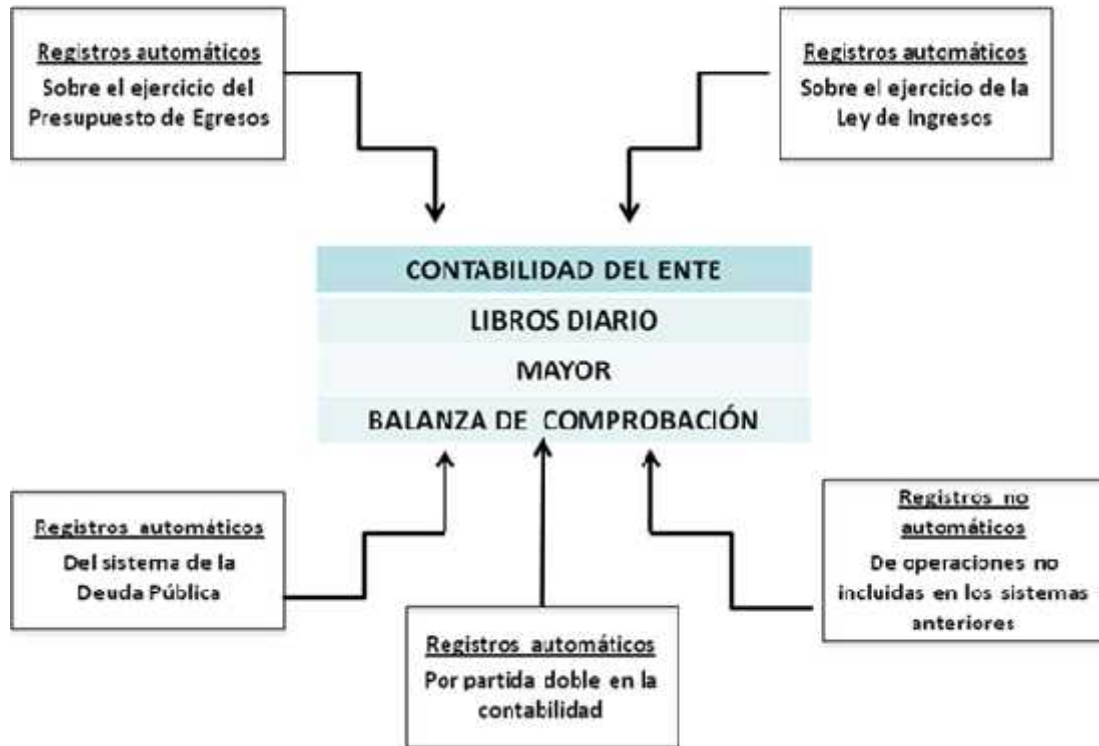 Registros automáticos
Sobre el ejercicio del
Presupuesto de Egresos
Registros automáticos
Sobre el ejercicio de la
Ley de Ingresos
CONTABILIDAD DEL ENTE
LIBROS DIARIO
MAYOR
BALANZA DE COMPROBACIÓN
Registros automáticos
Del sistema de la
Deuda Pública
Registros automáticos
Por partida doble en la
contabilidad
Registros no
automáticos
De operaciones no
incluidas en los sistemas
anteriores